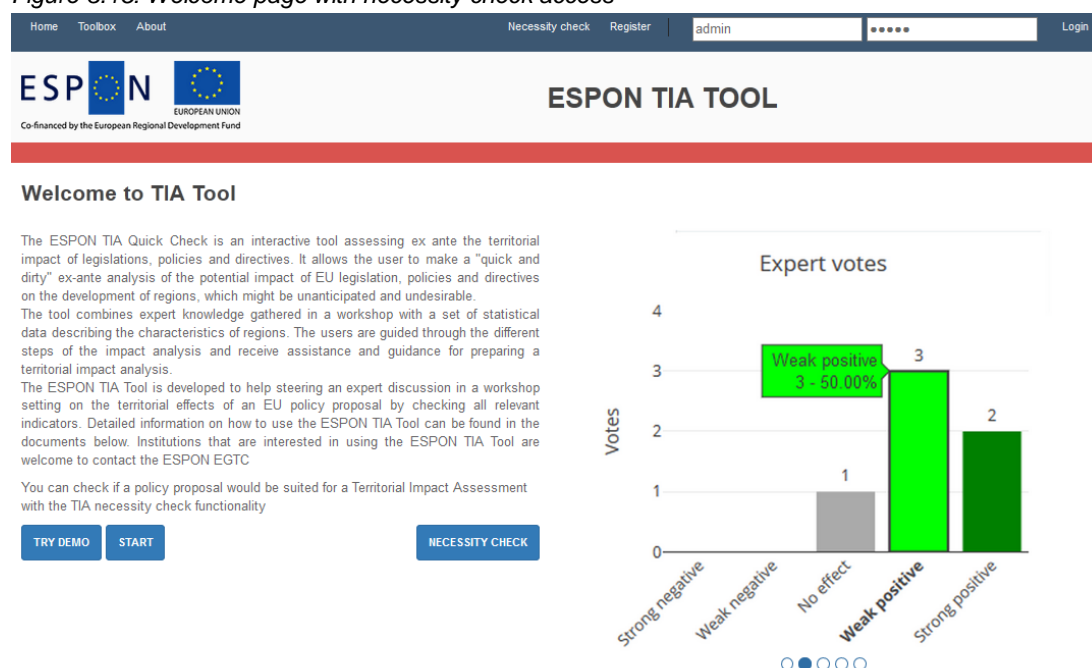 Figure 3.13: Welcome page with necessity check access
Home Toolbox About Necessity check Register admin ••••• Login
ESPON
EUROPEAN UNION
Co-financed by the European Regional Development Fund
ESPON TIA TOOL
Welcome to TIA Tool
The ESPON TIA Quick Check is an interactive tool assessing ex ante the territorial
impact of legislations, policies and directives. It allows the user to make a "quick and
dirty" ex-ante analysis of the potential impact of EU legislation, policies and directives
on the development of regions, which might be unanticipated and undesirable.
The tool combines expert knowledge gathered in a workshop with a set of statistical
data describing the characteristics of regions. The users are guided through the different
steps of the impact analysis and receive assistance and guidance for preparing a
territorial impact analysis.
The ESPON TIA Tool is developed to help steering an expert discussion in a workshop
setting on the territorial effects of an EU policy proposal by checking all relevant
indicators. Detailed information on how to use the ESPON TIA Tool can be found in the
documents below. Institutions that are interested in using the ESPON TIA Tool are
welcome to contact the ESPON EGTC
You can check if a policy proposal would be suited for a Territorial Impact Assessment
with the TIA necessity check functionality
TRY DEMO START NECESSITY CHECK
Expert votes
4
3
2
1
0
Votes
Weak positive
3 - 50.00%
1
3
2
Strong negative
Weak negative
No effect
Weak positive
Strong positive